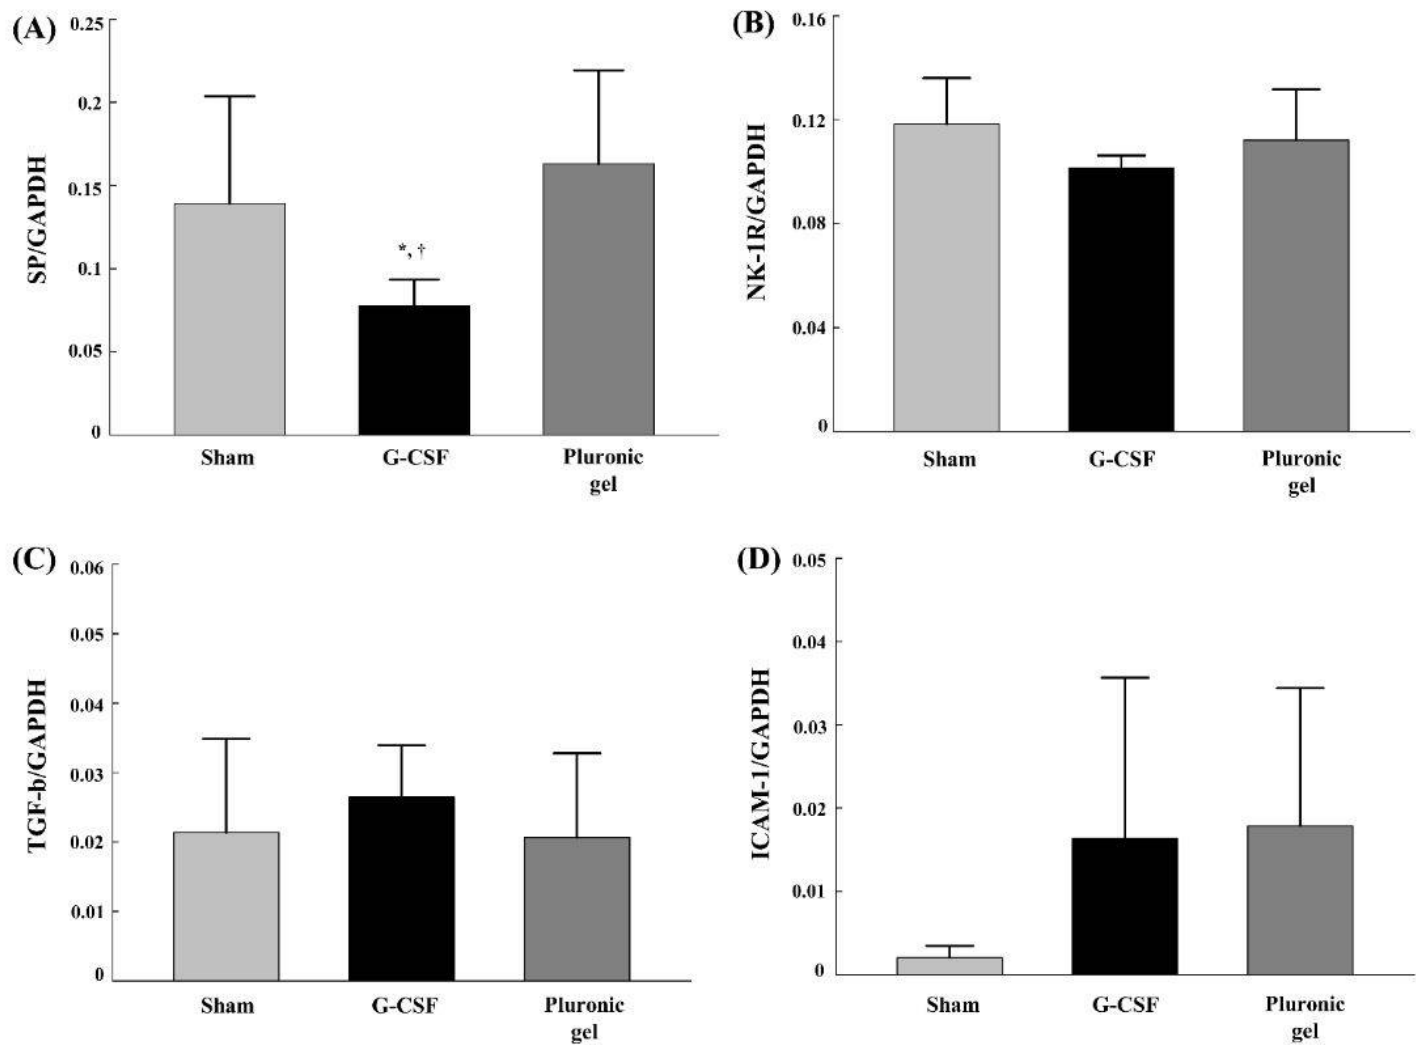 (A)
SP/GAPDH
0.25
0.2
0.15
0.1
0.05
0
*, †
Sham
G-CSF
Pluronic
gel
(B)
NK-1R/GAPDH
0.16
0.12
0.08
0.04
0
Sham
G-CSF
Pluronic
gel
(C)
TGF-b/GAPDH
0.06
0.05
0.04
0.03
0.02
0.01
0
Sham
G-CSF
Pluronic
gel
(D)
ICAM-1/GAPDH
0.05
0.04
0.03
0.02
0.01
0
Sham
G-CSF
Pluronic
gel